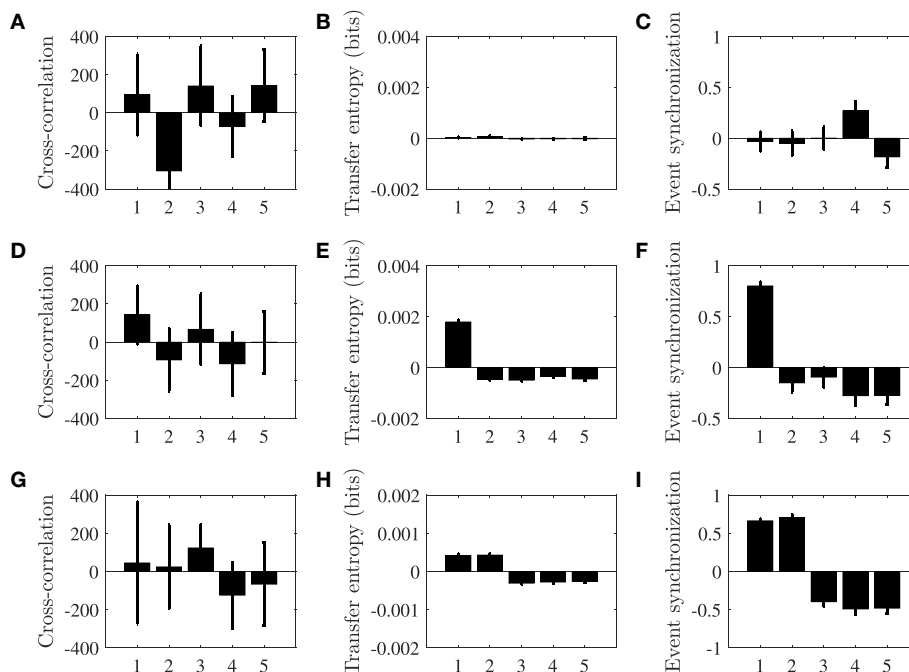 A
Cross-correlation
400
200
0
-200
-400
1 2 3 4 5
B
Transfer entropy (bits)
0.004
0.002
0
-0.002
1 2 3 4 5
C
Event synchronization
1
0.5
0
-0.5
1 2 3 4 5
D
Cross-correlation
400
200
0
-200
-400
1 2 3 4 5
E
Transfer entropy (bits)
0.004
0.002
0
-0.002
1 2 3 4 5
F
Event synchronization
1
0.5
0
-0.5
1 2 3 4 5
G
Cross-correlation
400
200
0
-200
-400
1 2 3 4 5
H
Transfer entropy (bits)
0.002
0.001
0
-0.001
-0.002
1 2 3 4 5
I
Event synchronization
1
0.5
0
-0.5
-1
1 2 3 4 5